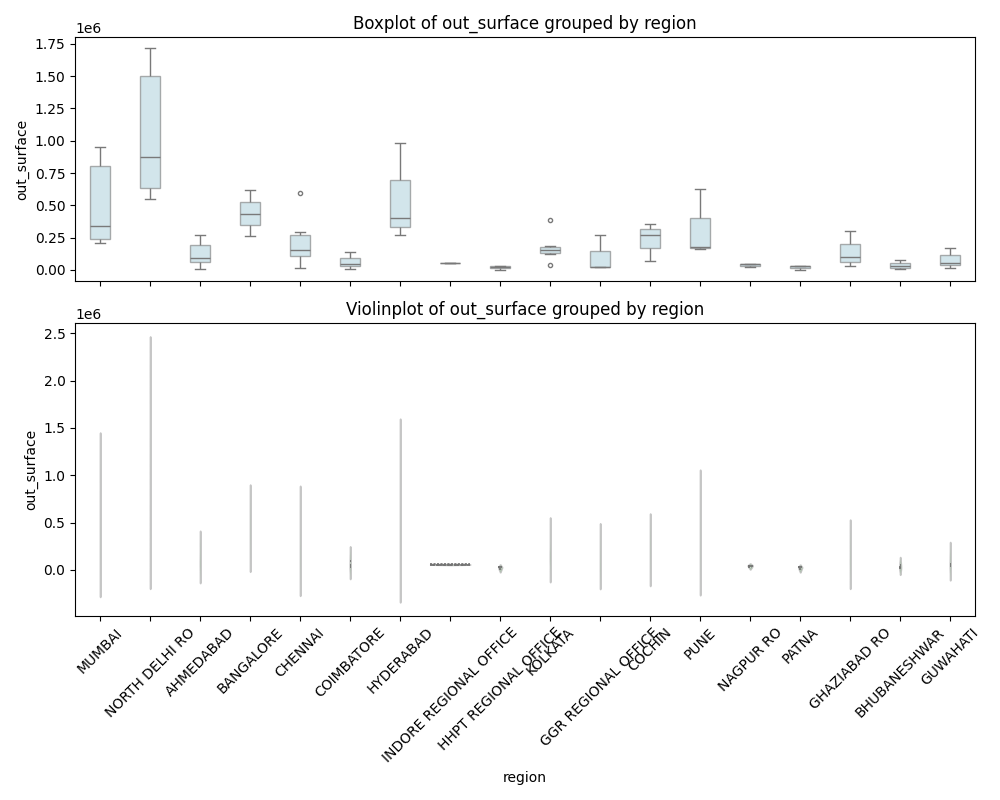 Boxplot of out_surface grouped by region
1e6
1.75
1.50
1.25
1.00
0.75
0.50
0.25
0.00
out_surface
Violinplot of out_surface grouped by region
1e6
2.5
2.0
1.5
1.0
0.5
0.0
out_surface
MUMBAI
NORTH DELHI RO
AHMEDABAD
BANGALORE
CHENNAI
COIMBATORE
HYDERABAD
INDORE REGIONAL OFFICE
HHPT REGIONAL OFFICE
KOLKATA
GGR REGIONAL OFFICE
COCHIN
PUNE
NAGPUR RO
PATNA
GHAZIABAD RO
BHUBANESHWAR
GUWAHATI
region